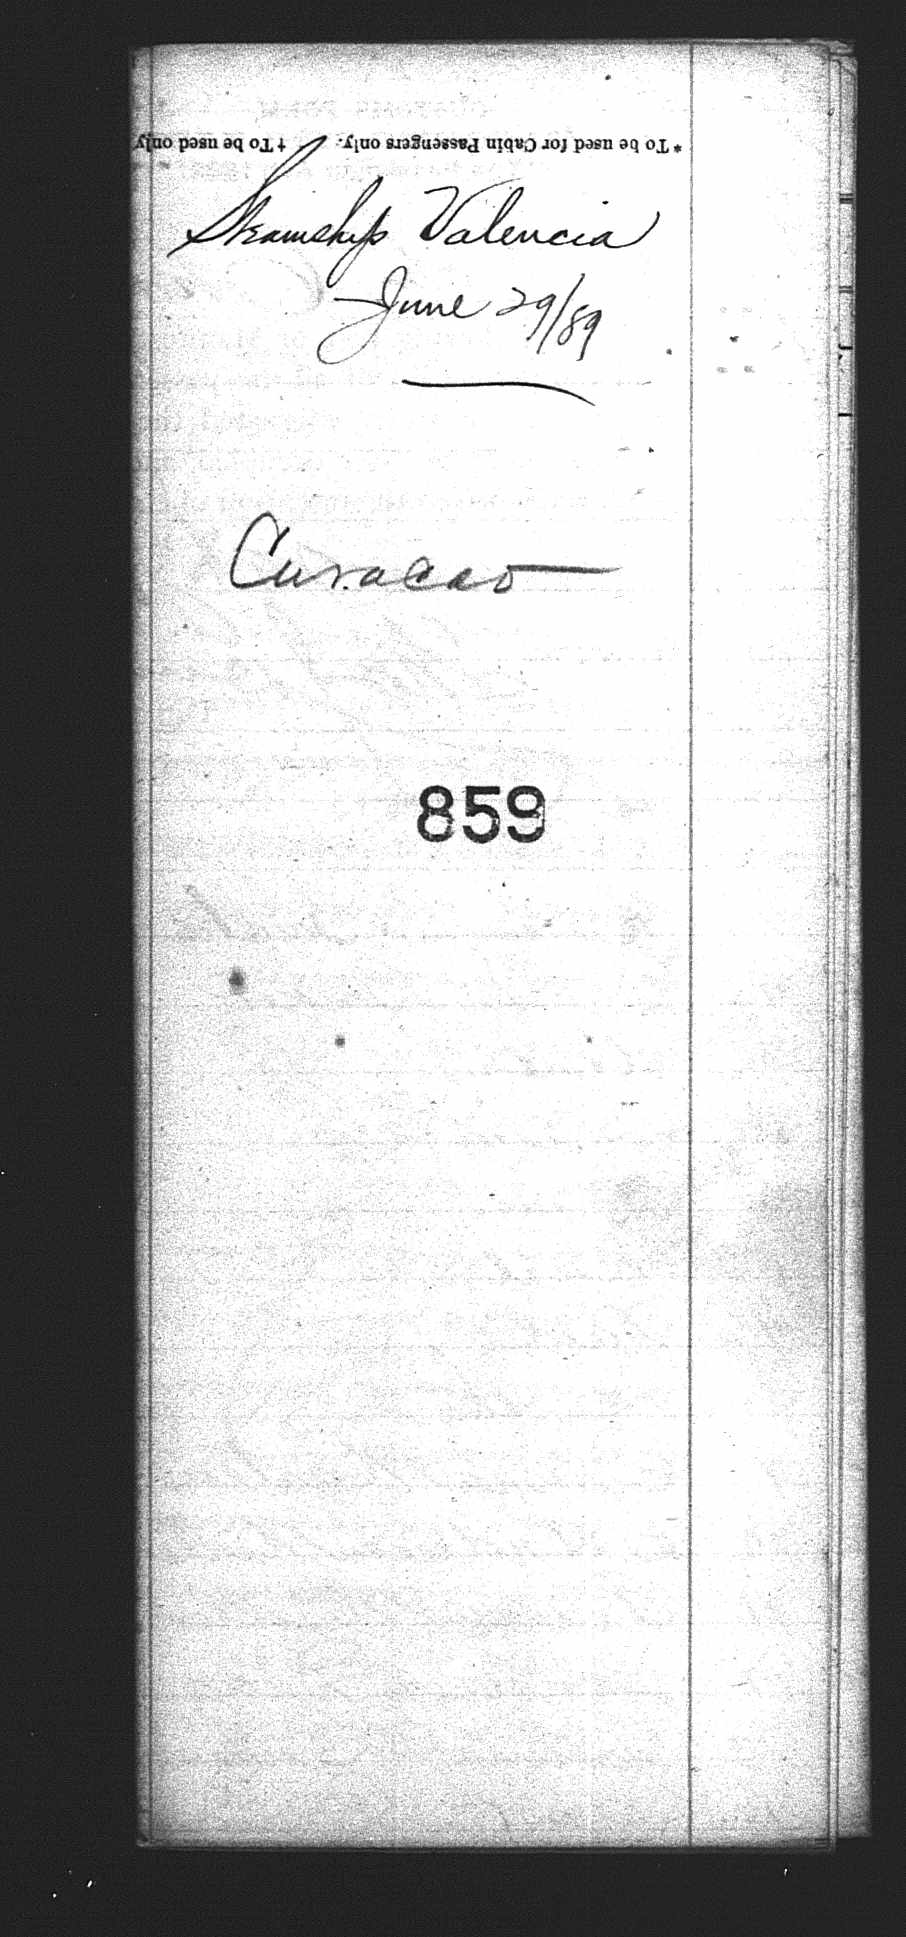 * To be used for Cabin Passengers only. † To be used only
Steamship Valencia
June 29/89
Curacao
859